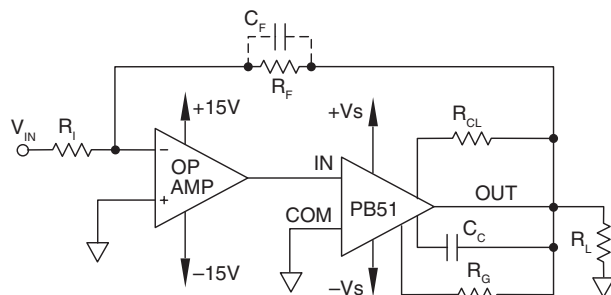 C_F
R_F
+15V
+Vs
R_CL
V_IN
R_I
–
OP
AMP
+
IN
COM
PB51
OUT
C_C
R_L
–15V
–Vs
R_G